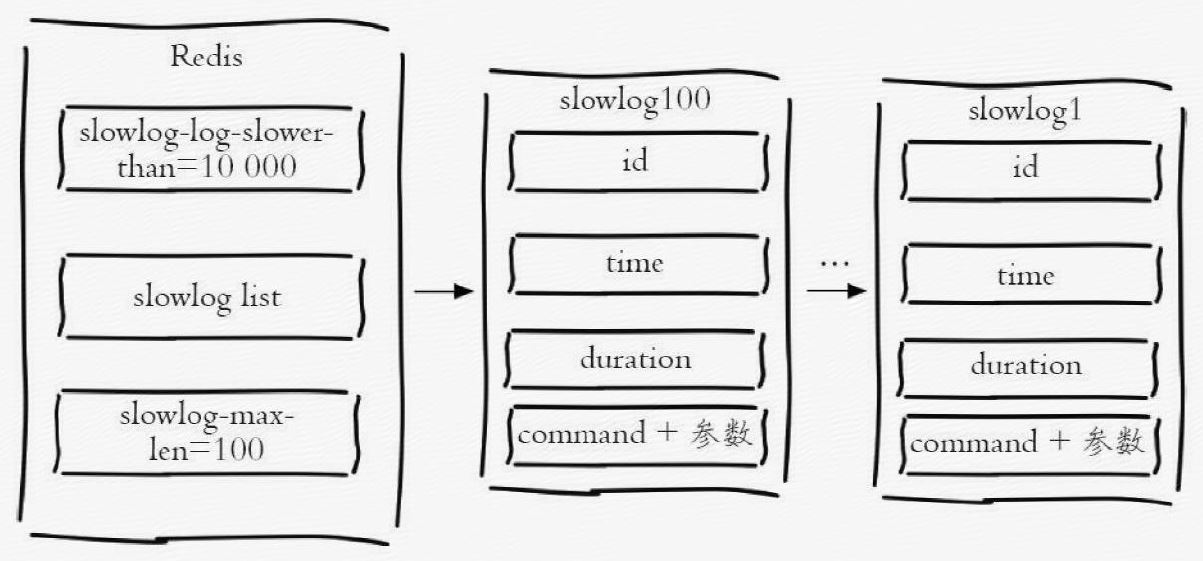 Redis
slowlog-log-slower-
than=10 000
slowlog list
slowlog-max-
len=100
slowlog100
id
time
duration
command + 参数
...
slowlog1
id
time
duration
command + 参数